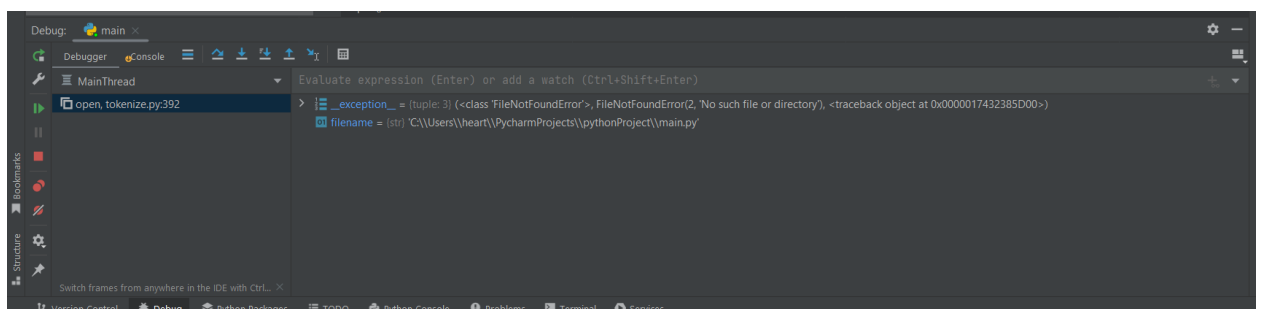 Debug: main
Debugger Console
MainThread
Evaluate expression (Enter) or add a watch (Ctrl+Shift+Enter)
open, tokenize.py:392
__exception__ = {tuple: 3} (<class 'FileNotFoundError'>, FileNotFoundError(2, 'No such file or directory'), <traceback object at 0x0000017432385D00>)
01 filename = {str} 'C:\\Users\\heart\\PycharmProjects\\pythonProject\\main.py'
Bookmarks
Structure
Switch frames from anywhere in the IDE with Ctrl...
Version Control Debug Python Packages TODO Python Console Problems Terminal Services